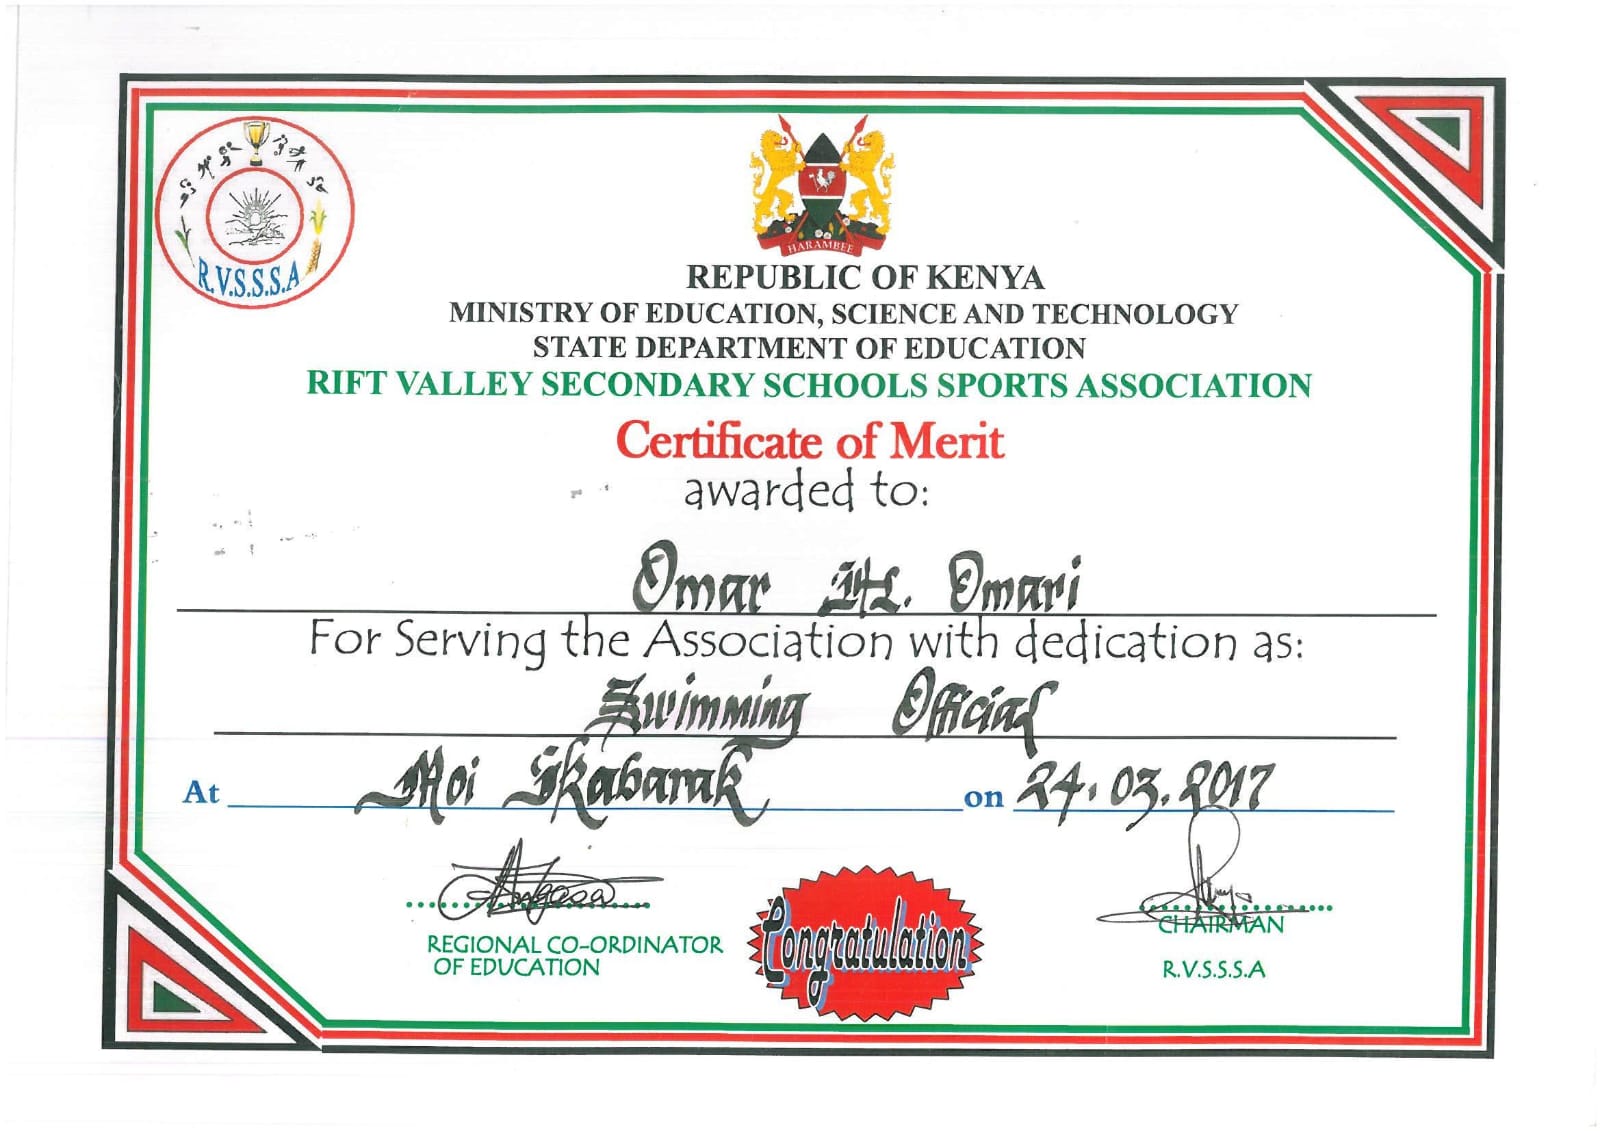 R.V.S.S.S.A
HARAMBEE
REPUBLIC OF KENYA
MINISTRY OF EDUCATION, SCIENCE AND TECHNOLOGY
STATE DEPARTMENT OF EDUCATION
RIFT VALLEY SECONDARY SCHOOLS SPORTS ASSOCIATION
Certificate of Merit
awarded to:
Omar Omari
For Serving the Association with dedication as:
Swimming Official
At Moi Kabarak on 24.03.2017
REGIONAL CO-ORDINATOR
OF EDUCATION
Congratulation
CHAIRMAN
R.V.S.S.S.A